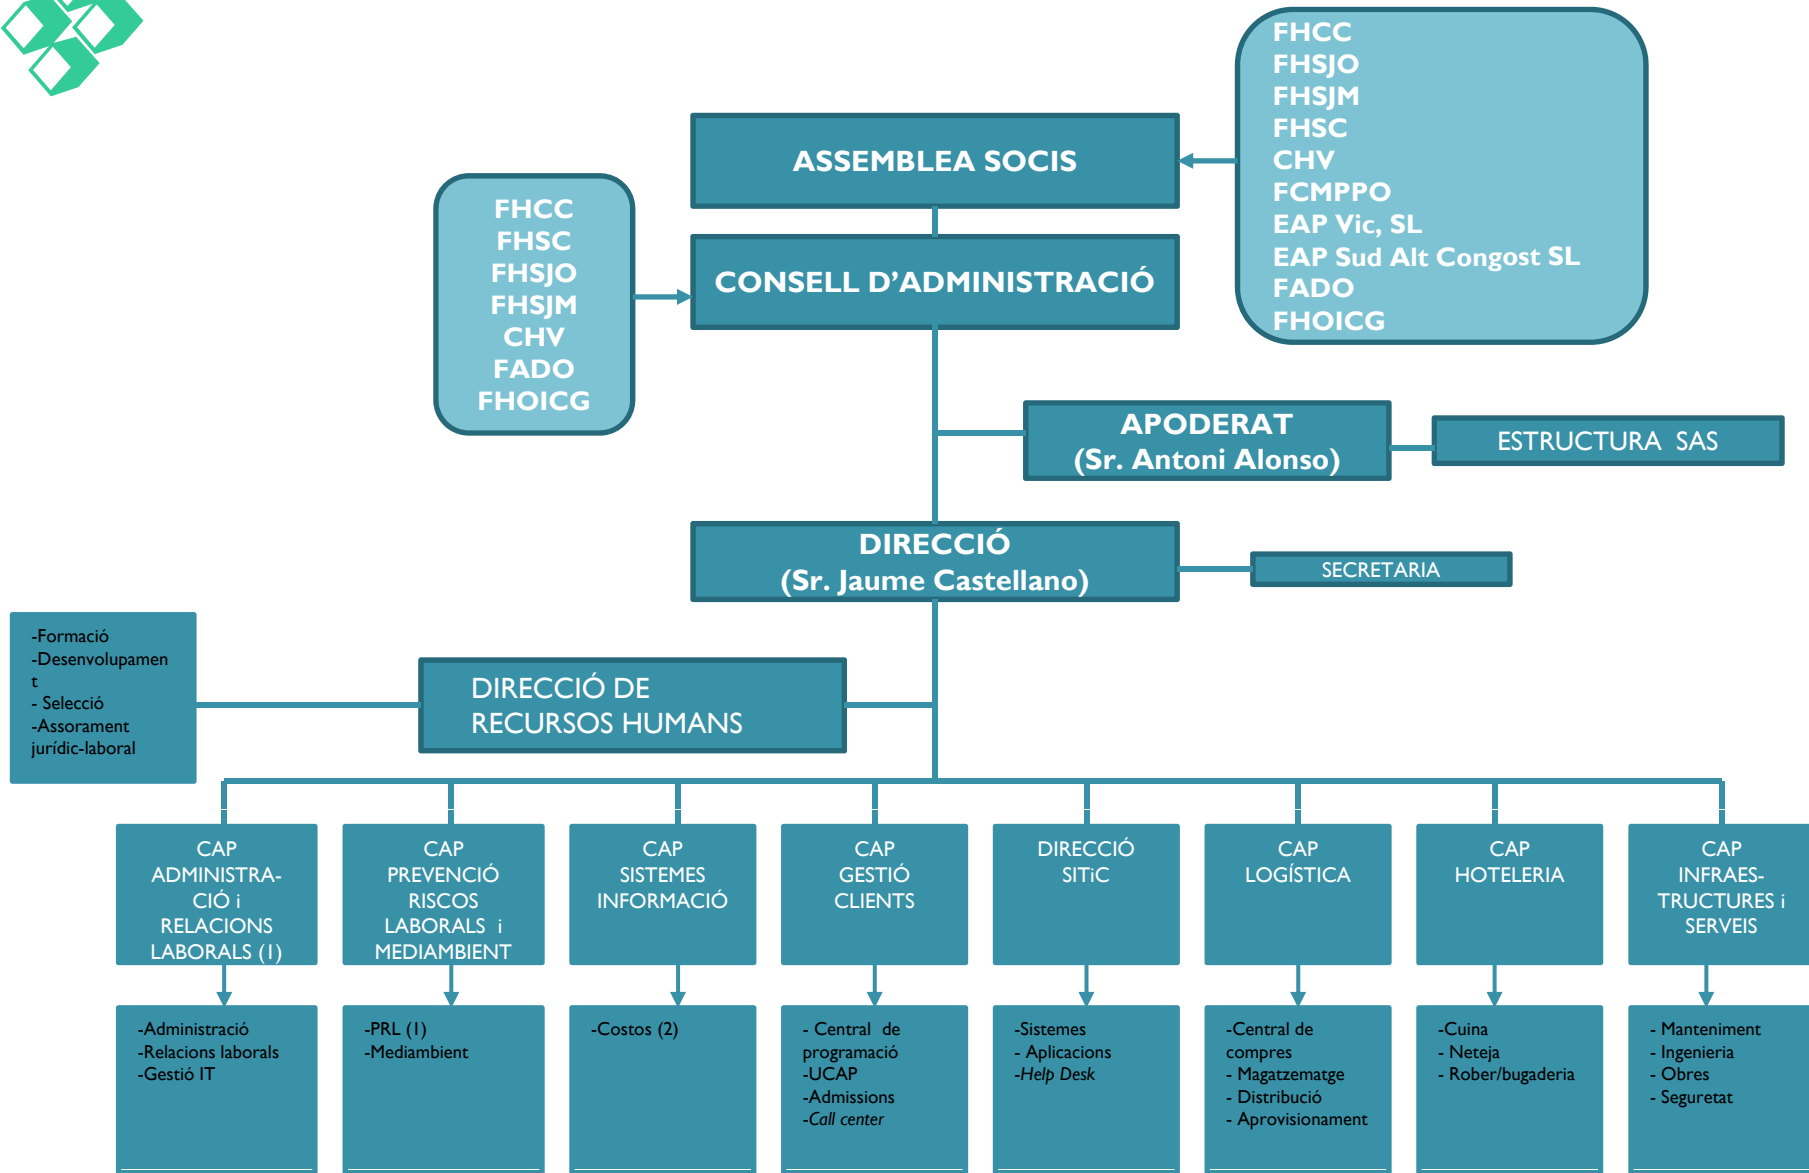 FHCC
FHSJO
FHSJM
FHSC
CHV
FCMPPO
EAP Vic, SL
EAP Sud Alt Congost SL
FADO
FHOICG
ASSEMBLEA SOCIS
FHCC
FHSC
FHSJO
FHSJM
CHV
FADO
FHOICG
CONSELL D’ADMINISTRACIÓ
APODERAT
(Sr. Antoni Alonso)
ESTRUCTURA SAS
DIRECCIÓ
(Sr. Jaume Castellano)
SECRETARIA
-Formació
-Desenvolupamen
t
- Selecció
-Assorament
jurídic-laboral
DIRECCIÓ DE
RECURSOS HUMANS
CAP
ADMINISTRA-
CIÓ i
RELACIONS
LABORALS (1)
CAP
PREVENCIÓ
RISCOS
LABORALS i
MEDIAMBIENT
CAP
SISTEMES
INFORMACIÓ
CAP
GESTIÓ
CLIENTS
DIRECCIÓ
SITiC
CAP
LOGÍSTICA
CAP
HOTELERIA
CAP
INFRAES-
TRUCTURES i
SERVEIS
-Administració
-Relacions laborals
-Gestió IT
-PRL (1)
-Mediambient
-Costos (2)
- Central de
programació
-UCAP
-Admissions
-Call center
-Sistemes
- Aplicacions
-Help Desk
-Central de
compres
- Magatzematge
- Distribució
- Aprovisionament
-Cuina
- Neteja
- Rober/bugaderia
- Manteniment
- Ingenieria
- Obres
- Seguretat